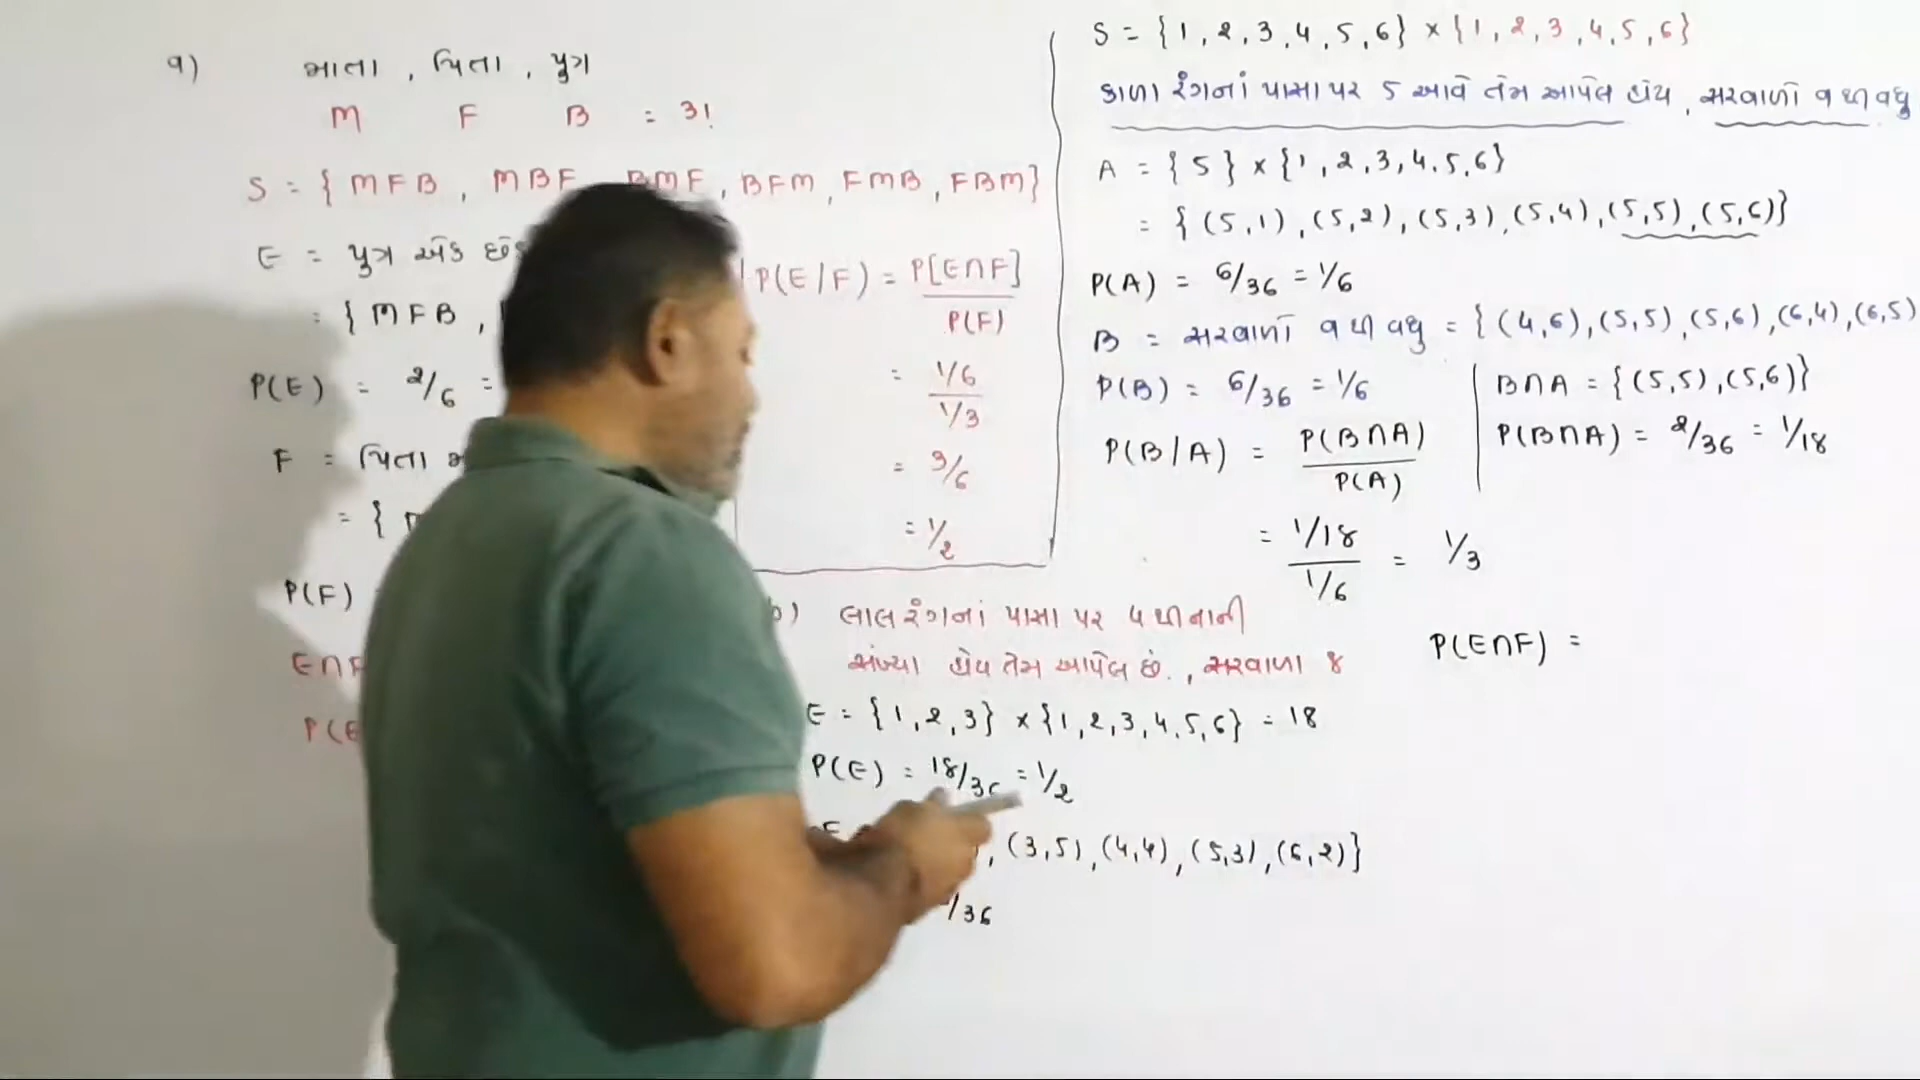 ૧) માતા , પિતા , પુત્ર
M F B = 3!
S = { MFB , MBF , BMF , BFM , FMB , FBM }
E = પુત્ર એક
= { MFB ,
P(E) = 2/6 =
F = પિતા
= {
P(F)
E∩F
P(E
P(E/F) = P[E∩F] / P(F)
= 1/6 / 1/3
= 3/6
= 1/2
S = {1, 2, 3, 4, 5, 6} × {1, 2, 3, 4, 5, 6}
કાળા રંગનાં પાસા પર 5 આવે તેમ આપેલ હોય , સરવાળો ૧ થી વધુ
A = {5} × {1, 2, 3, 4, 5, 6}
= { (5,1) , (5,2) , (5,3) , (5,4) , (5,5) , (5,6) }
P(A) = 6/36 = 1/6
B = સરવાળો ૧ થી વધુ = { (4,6) , (5,5) , (5,6) , (6,4) , (6,5)
P(B) = 6/36 = 1/6
B∩A = { (5,5) , (5,6) }
P(B∩A) = 2/36 = 1/18
P(B/A) = P(B∩A) / P(A)
= 1/18 / 1/6 = 1/3
b) લાલ રંગનાં પાસા પર ૫ થી નાની
સંખ્યા હોય તેમ આપેલ છે. , સરવાળા 8
E = {1, 2, 3} × {1, 2, 3, 4, 5, 6} = 18
P(E) = 18/36 = 1/2
, (3,5) , (4,4) , (5,3) , (6,2) }
/36
P(E∩F) =